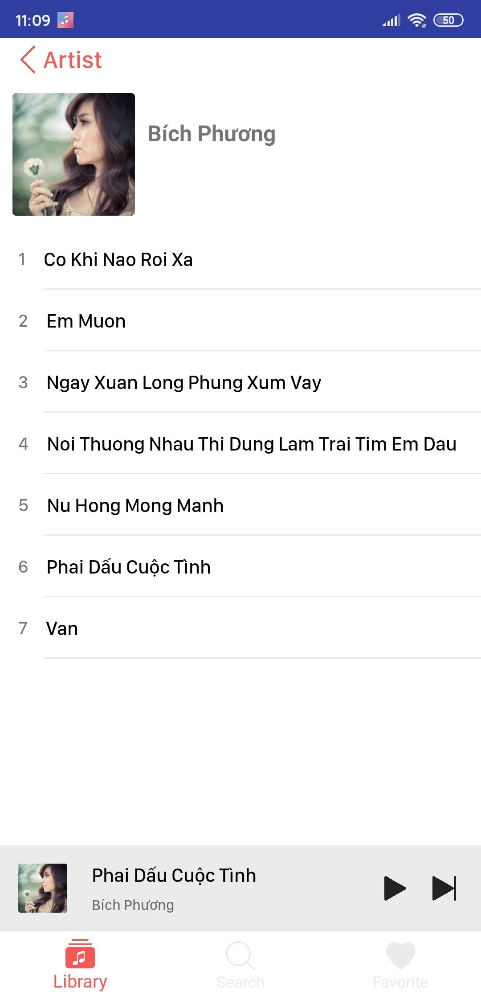 11:09
50
Artist
Bích Phương
1 Co Khi Nao Roi Xa
2 Em Muon
3 Ngay Xuan Long Phung Xum Vay
4 Noi Thuong Nhau Thi Dung Lam Trai Tim Em Dau
5 Nu Hong Mong Manh
6 Phai Dấu Cuộc Tình
7 Van
Phai Dấu Cuộc Tình
Bích Phương
Library Search Favorite